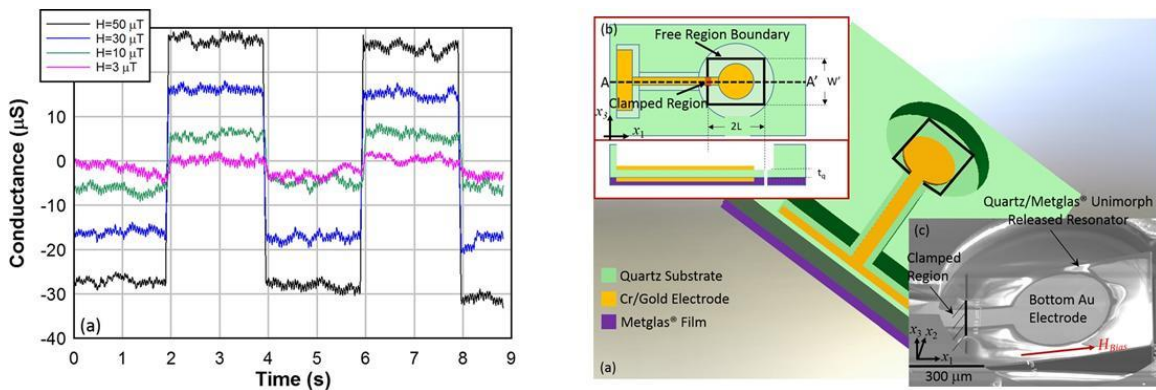 H=50 μT
H=30 μT
H=10 μT
H=3 μT
Conductance (μS)
20
10
0
-10
-20
-30
-40
(a)
0
1
2
3
4
5
6
7
8
9
Time (s)
(b)
Free Region Boundary
A
A'
W'
Clamped Region
x3
x1
2L
tq
Quartz Substrate
Cr/Gold Electrode
Metglas® Film
(a)
Quartz/Metglas® Unimorph
Released Resonator
(c)
Clamped
Region
Bottom Au
Electrode
x3
x2
x1
HBias
300 μm